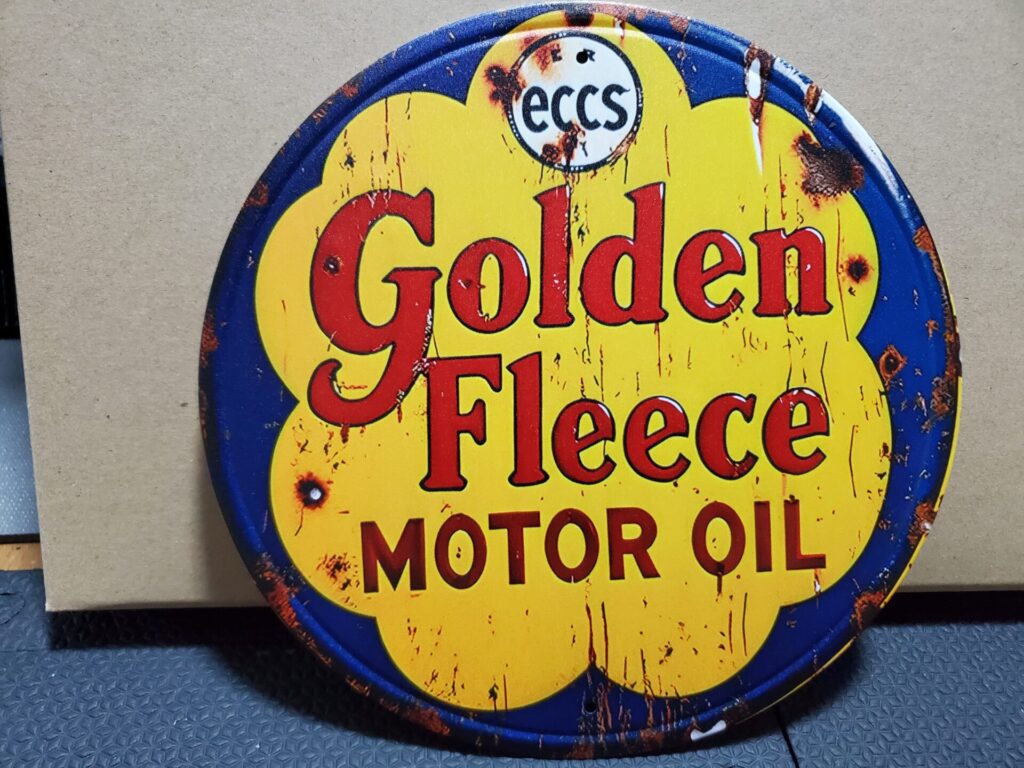 eccs
Golden
Fleece
MOTOR OIL